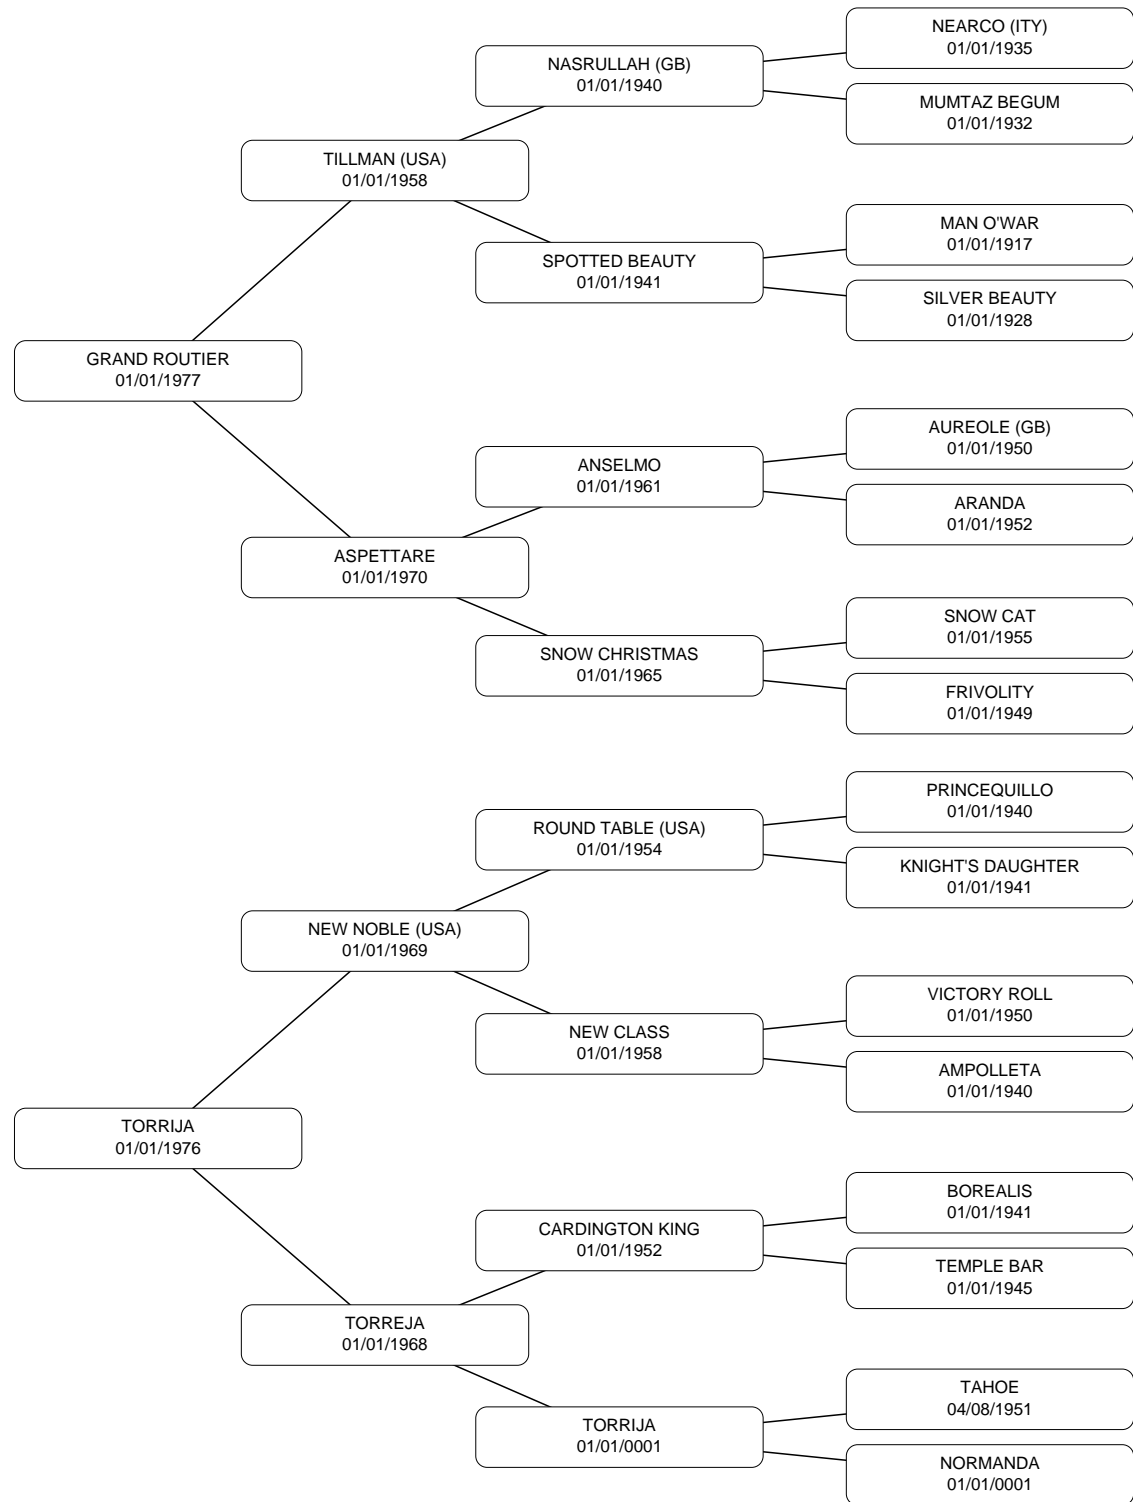 NEARCO (ITY)
01/01/1935
NASRULLAH (GB)
01/01/1940
MUMTAZ BEGUM
01/01/1932
TILLMAN (USA)
01/01/1958
MAN O'WAR
01/01/1917
SPOTTED BEAUTY
01/01/1941
SILVER BEAUTY
01/01/1928
GRAND ROUTIER
01/01/1977
AUREOLE (GB)
01/01/1950
ANSELMO
01/01/1961
ARANDA
01/01/1952
ASPETTARE
01/01/1970
SNOW CAT
01/01/1955
SNOW CHRISTMAS
01/01/1965
FRIVOLITY
01/01/1949
PRINCEQUILLO
01/01/1940
ROUND TABLE (USA)
01/01/1954
KNIGHT'S DAUGHTER
01/01/1941
NEW NOBLE (USA)
01/01/1969
VICTORY ROLL
01/01/1950
NEW CLASS
01/01/1958
AMPOLLETA
01/01/1940
TORRIJA
01/01/1976
BOREALIS
01/01/1941
CARDINGTON KING
01/01/1952
TEMPLE BAR
01/01/1945
TORREJA
01/01/1968
TAHOE
04/08/1951
TORRIJA
01/01/0001
NORMANDA
01/01/0001